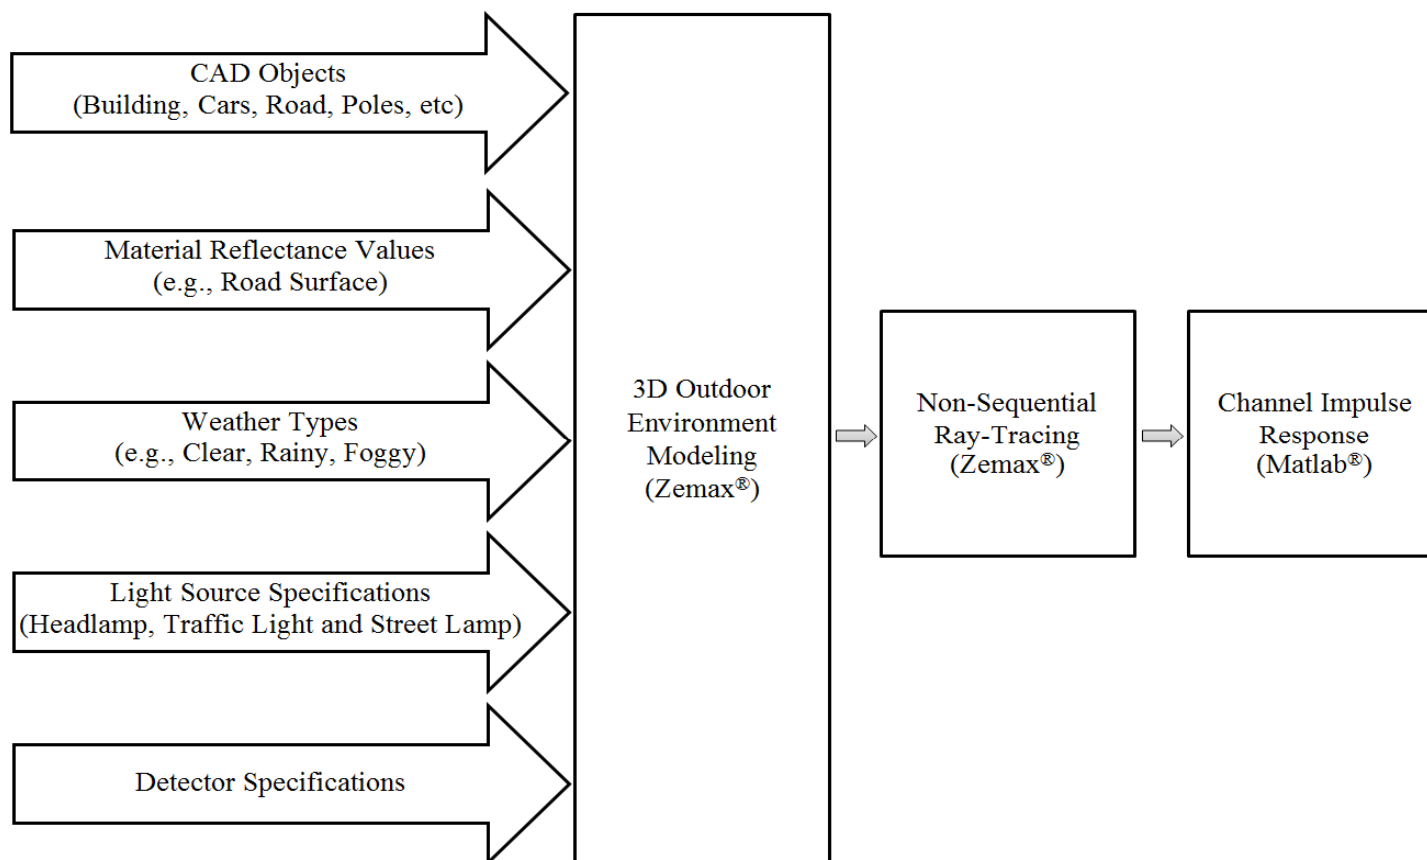 CAD Objects
(Building, Cars, Road, Poles, etc)
Material Reflectance Values
(e.g., Road Surface)
Weather Types
(e.g., Clear, Rainy, Foggy)
Light Source Specifications
(Headlamp, Traffic Light and Street Lamp)
Detector Specifications
3D Outdoor
Environment
Modeling
(Zemax®)
Non-Sequential
Ray-Tracing
(Zemax®)
Channel Impulse
Response
(Matlab®)